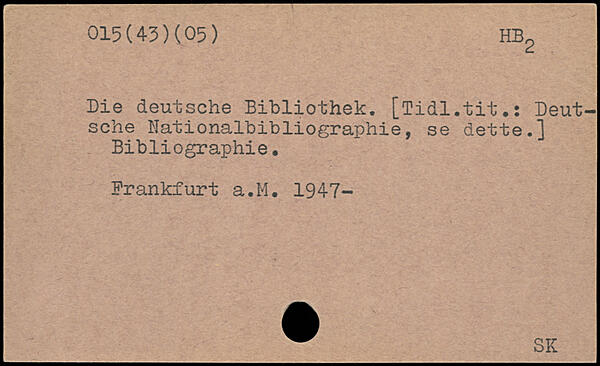 015(43)(05) HB2
Die deutsche Bibliothek. [Tidl.tit.: Deut-
sche Nationalbibliographie, se dette.]
Bibliographie.
Frankfurt a.M. 1947-
SK